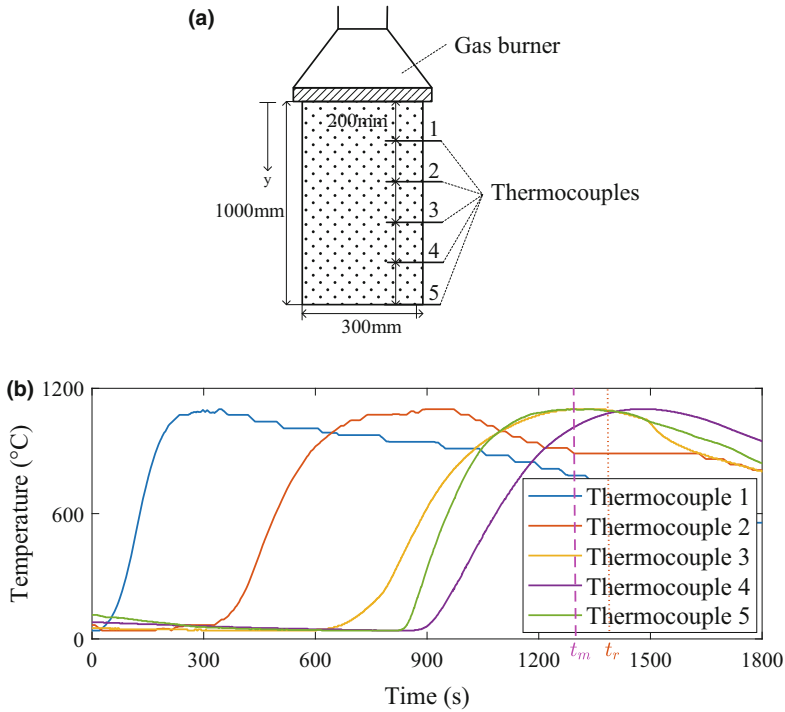 (a)
Gas burner
200mm
1
y
2
Thermocouples
1000mm
3
4
5
300mm
(b)
1200
600
0
Temperature (°C)
Thermocouple 1
Thermocouple 2
Thermocouple 3
Thermocouple 4
Thermocouple 5
0 300 600 900 1200 1500 1800
t_m t_r
Time (s)